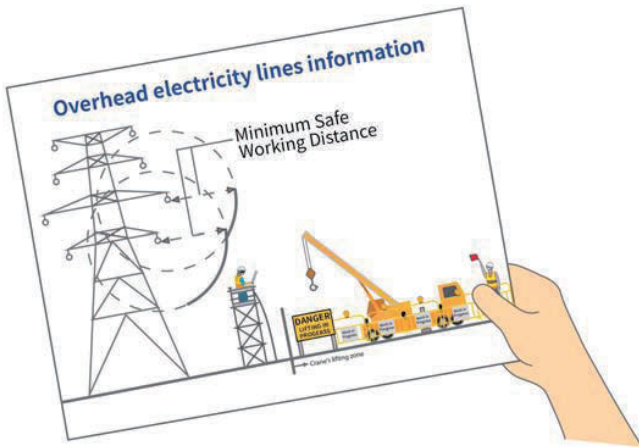 Overhead electricity lines information
Minimum Safe
Working Distance
DANGER
LIFTING IN
PROGRESS
Crane's lifting zone